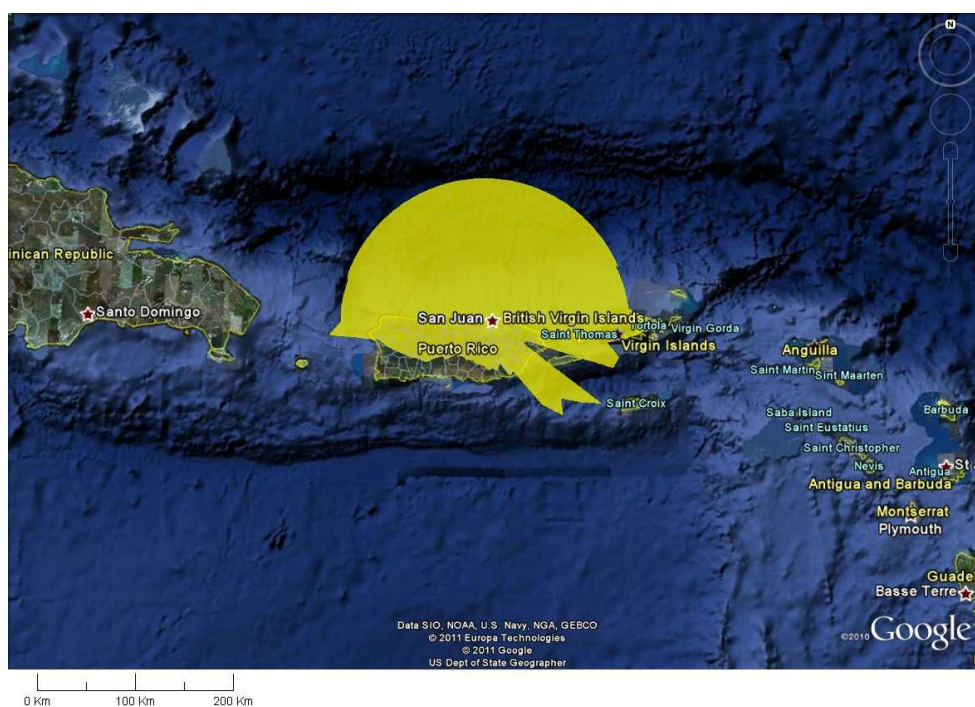 N
inican Republic
Santo Domingo
San Juan
British Virgin Islands
Saint Thomas
Tortola
Virgin Gorda
Puerto Rico
Virgin Islands
Anguilla
Saint Martin
Sint Maarten
Saint Croix
Saba Island
Barbuda
Saint Eustatius
Saint Christopher
Nevis
Antigua
St
Antigua and Barbuda
Montserrat
Plymouth
Guade
Basse Terre
Data SIO, NOAA, U.S. Navy, NGA, GEBCO
© 2011 Europa Technologies
© 2011 Google
US Dept of State Geographer
©2010 Google
0 Km 100 Km 200 Km